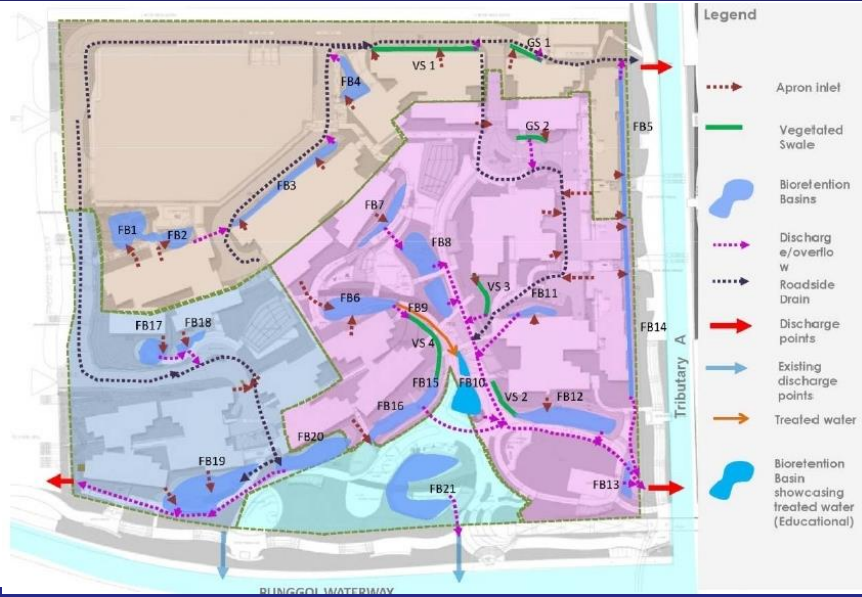 Legend
Apron inlet
Vegetated
Swale
Bioretention
Basins
Discharg
e/overflo
w
Roadside
Drain
Discharge
points
Existing
discharge
points
Treated water
Bioretention
Basin
showcasing
treated water
(Educational)
GS 1
VS 1
FB4
FB5
GS 2
FB3
FB7
FB1
FB2
FB8
VS 3
FB11
FB6
FB9
FB17
FB18
VS 4
FB14
FB15
FB10
VS 2
FB12
FB16
FB20
FB19
FB21
FB13
Tributary A
PUNGGOL WATERWAY